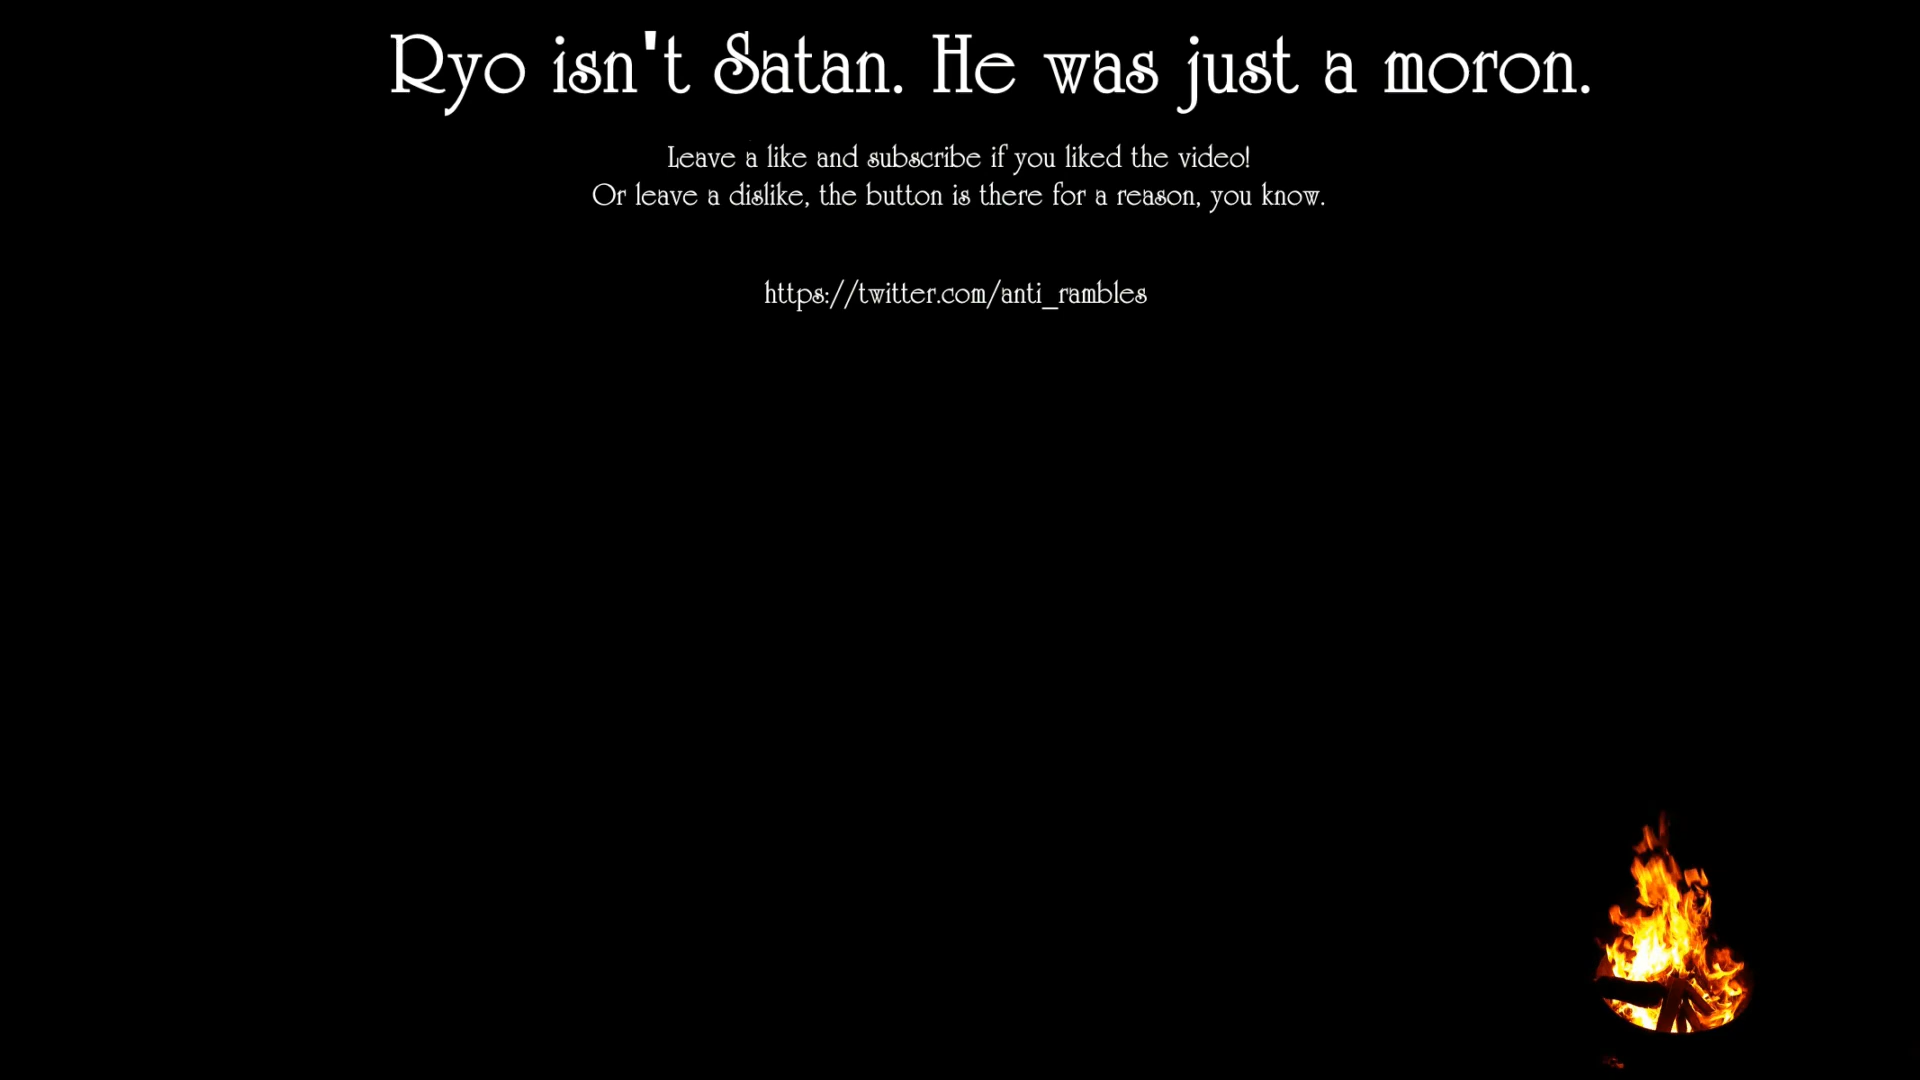 Ryo isn't Satan. He was just a moron.
Leave a like and subscribe if you liked the video!
Or leave a dislike, the button is there for a reason, you know.
https://twitter.com/anti_rambles